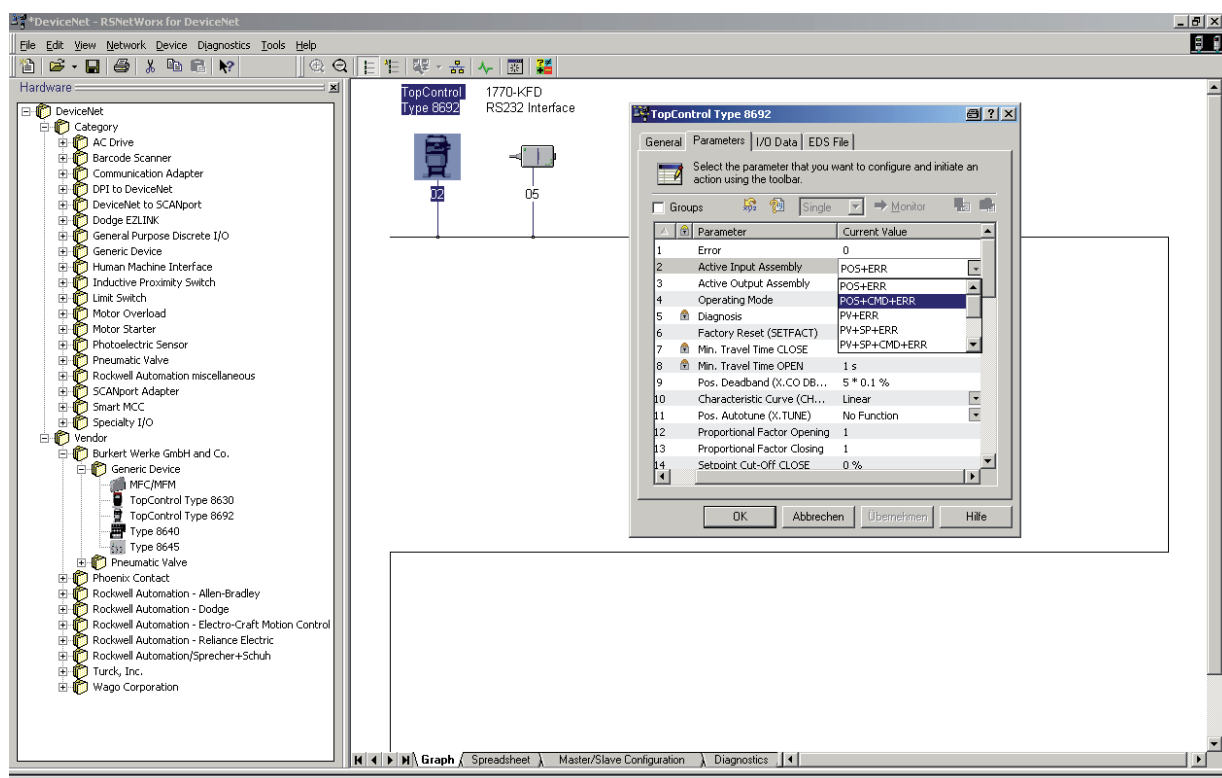 *DeviceNet - RSNetWorx for DeviceNet
File Edit View Network Device Diagnostics Tools Help
Hardware
DeviceNet
Category
AC Drive
Barcode Scanner
Communication Adapter
DPI to DeviceNet
DeviceNet to SCANport
Dodge EZLINK
General Purpose Discrete I/O
Generic Device
Human Machine Interface
Inductive Proximity Switch
Limit Switch
Motor Overload
Motor Starter
Photoelectric Sensor
Pneumatic Valve
Rockwell Automation miscellaneous
SCANport Adapter
Smart MCC
Specialty I/O
Vendor
Burkert Werke GmbH and Co.
Generic Device
MFC/MFM
TopControl Type 8630
TopControl Type 8692
Type 8640
Type 8645
Pneumatic Valve
Phoenix Contact
Rockwell Automation - Allen-Bradley
Rockwell Automation - Dodge
Rockwell Automation - Electro-Craft Motion Control
Rockwell Automation - Reliance Electric
Rockwell Automation/Sprecher+Schuh
Turck, Inc.
Wago Corporation
TopControl
Type 8692
02
1770-KFD
RS232 Interface
05
TopControl Type 8692
General Parameters I/O Data EDS File
Select the parameter that you want to configure and initiate an
action using the toolbar.
Groups Single Monitor
Parameter Current Value
1 Error 0
2 Active Input Assembly POS+ERR
3 Active Output Assembly
4 Operating Mode
5 Diagnosis
6 Factory Reset (SETFACT)
7 Min. Travel Time CLOSE
POS+ERR
POS+CMD+ERR
PV+ERR
PV+SP+ERR
PV+SP+CMD+ERR
8 Min. Travel Time OPEN 1 s
9 Pos. Deadband (X.CO DB... 5 * 0.1 %
10 Characteristic Curve (CH... Linear
11 Pos. Autotune (X.TUNE) No Function
12 Proportional Factor Opening 1
13 Proportional Factor Closing 1
14 Setpoint Cut-Off CLOSE 0 %
OK Abbrechen Übernehmen Hilfe
Graph Spreadsheet Master/Slave Configuration Diagnostics